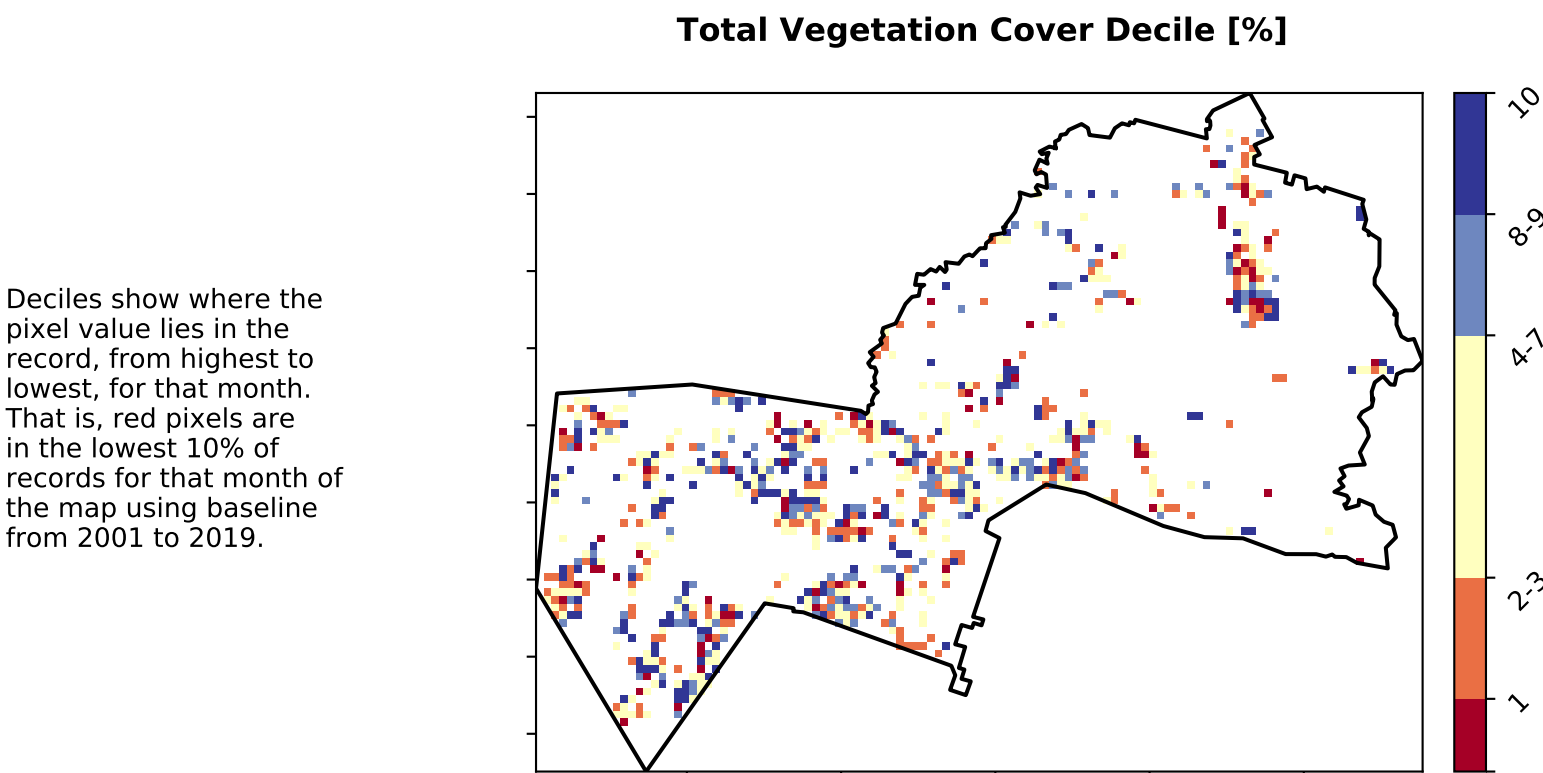 Total Vegetation Cover Decile [%]
Deciles show where the
pixel value lies in the
record, from highest to
lowest, for that month.
That is, red pixels are
in the lowest 10% of
records for that month of
the map using baseline
from 2001 to 2019.
10
8-9
4-7
2-3
1